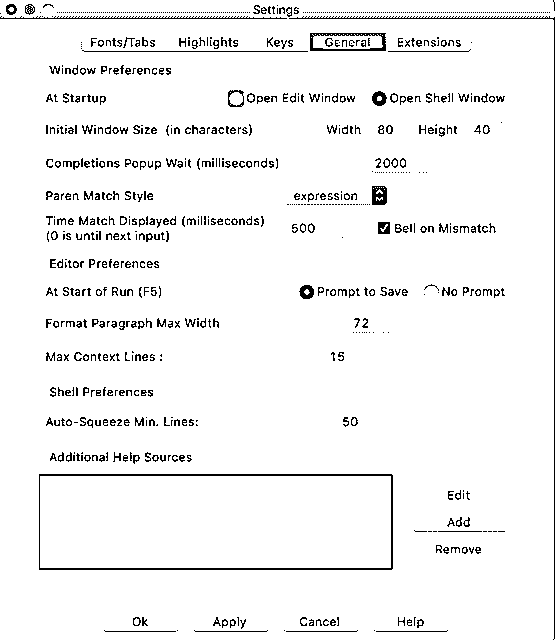 Settings
Fonts/Tabs Highlights Keys General Extensions
Window Preferences
At Startup Open Edit Window Open Shell Window
Initial Window Size (in characters) Width 80 Height 40
Completions Popup Wait (milliseconds) 2000
Paren Match Style expression
Time Match Displayed (milliseconds)
(0 is until next input) 500 Bell on Mismatch
Editor Preferences
At Start of Run (F5) Prompt to Save No Prompt
Format Paragraph Max Width 72
Max Context Lines : 15
Shell Preferences
Auto-Squeeze Min. Lines: 50
Additional Help Sources
Edit
Add
Remove
Ok Apply Cancel Help